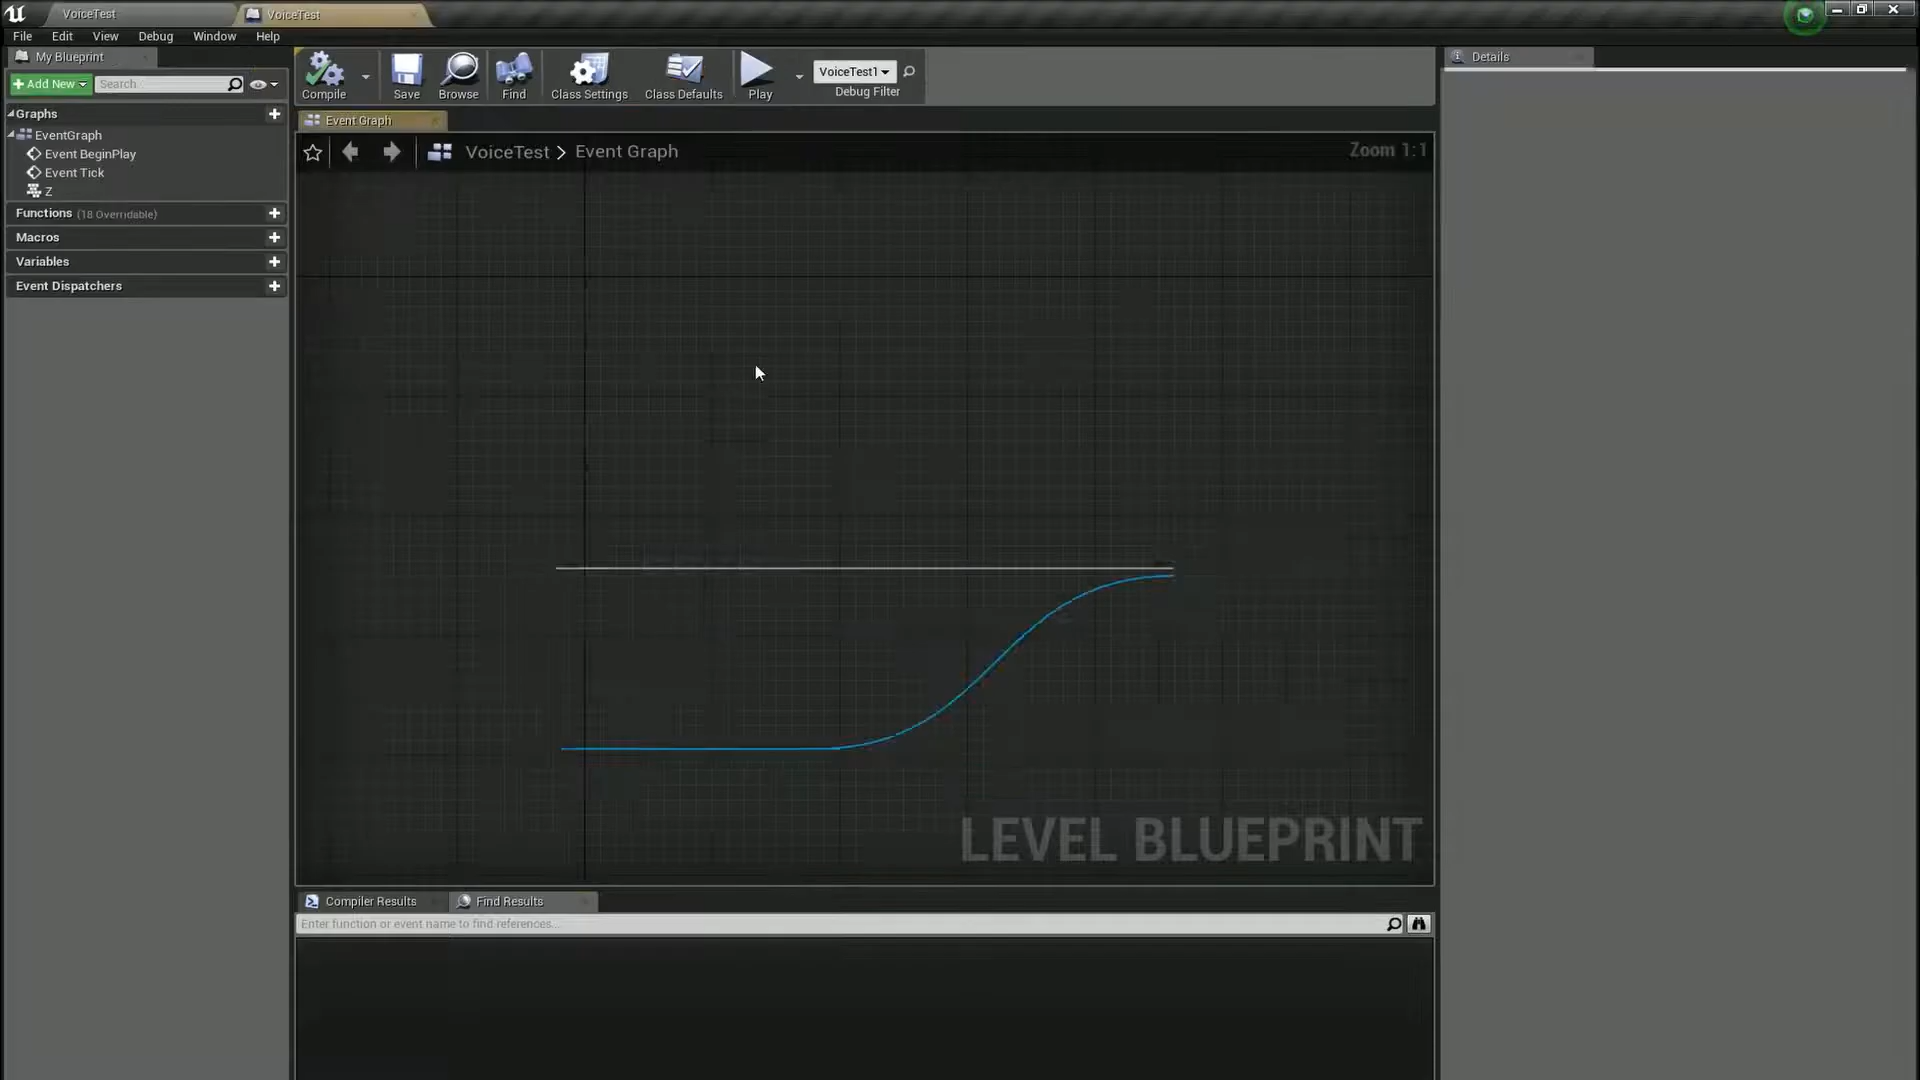 VoiceTest
VoiceTest
File Edit View Debug Window Help
My Blueprint
Add New
Search
Graphs
EventGraph
Event BeginPlay
Event Tick
Z
Functions (18 Overridable)
Macros
Variables
Event Dispatchers
Compile
Save
Browse
Find
Class Settings
Class Defaults
Play
VoiceTest1
Debug Filter
Event Graph
VoiceTest > Event Graph
Zoom 1:1
LEVEL BLUEPRINT
Compiler Results
Find Results
Enter function or event name to find references...
Details